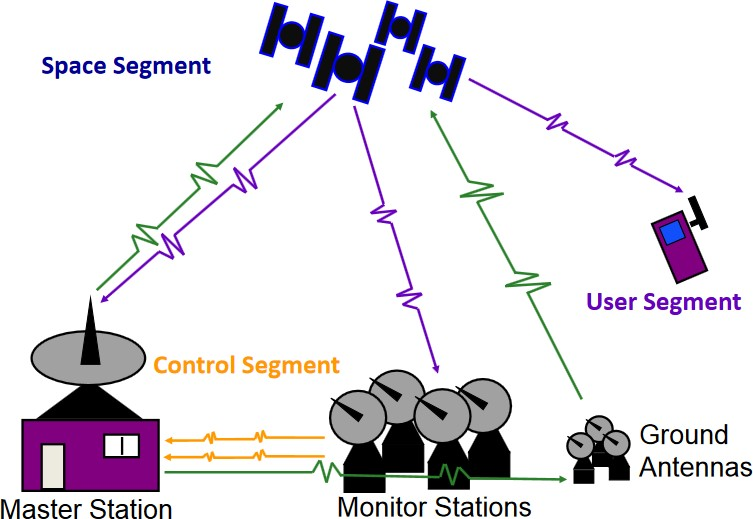 Space Segment
User Segment
Control Segment
Ground
Antennas
Master Station
Monitor Stations